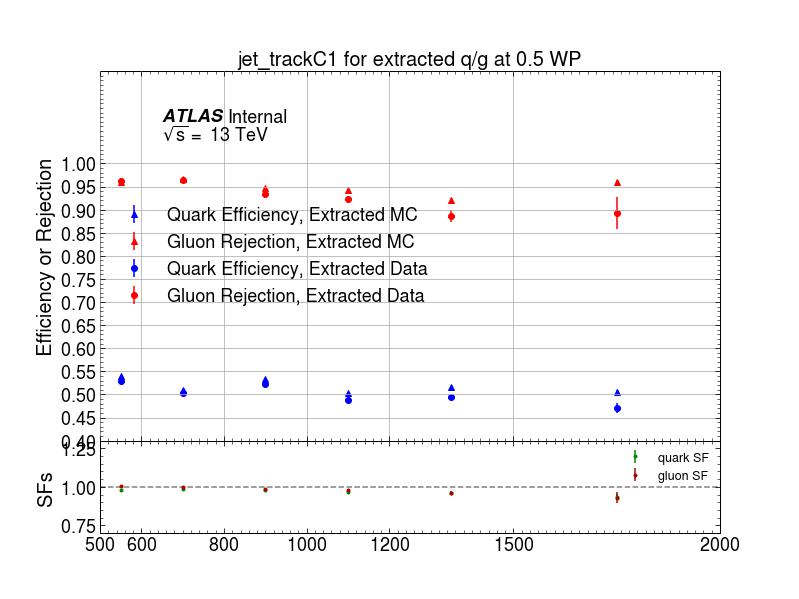 jet_trackC1 for extracted q/g at 0.5 WP
ATLAS Internal
√s = 13 TeV
Efficiency or Rejection
1.00
0.95
0.90
0.85
0.80
0.75
0.70
0.65
0.60
0.55
0.50
0.45
0.40
Quark Efficiency, Extracted MC
Gluon Rejection, Extracted MC
Quark Efficiency, Extracted Data
Gluon Rejection, Extracted Data
SFs
1.25
1.00
0.75
quark SF
gluon SF
500 600 800 1000 1200 1500 2000